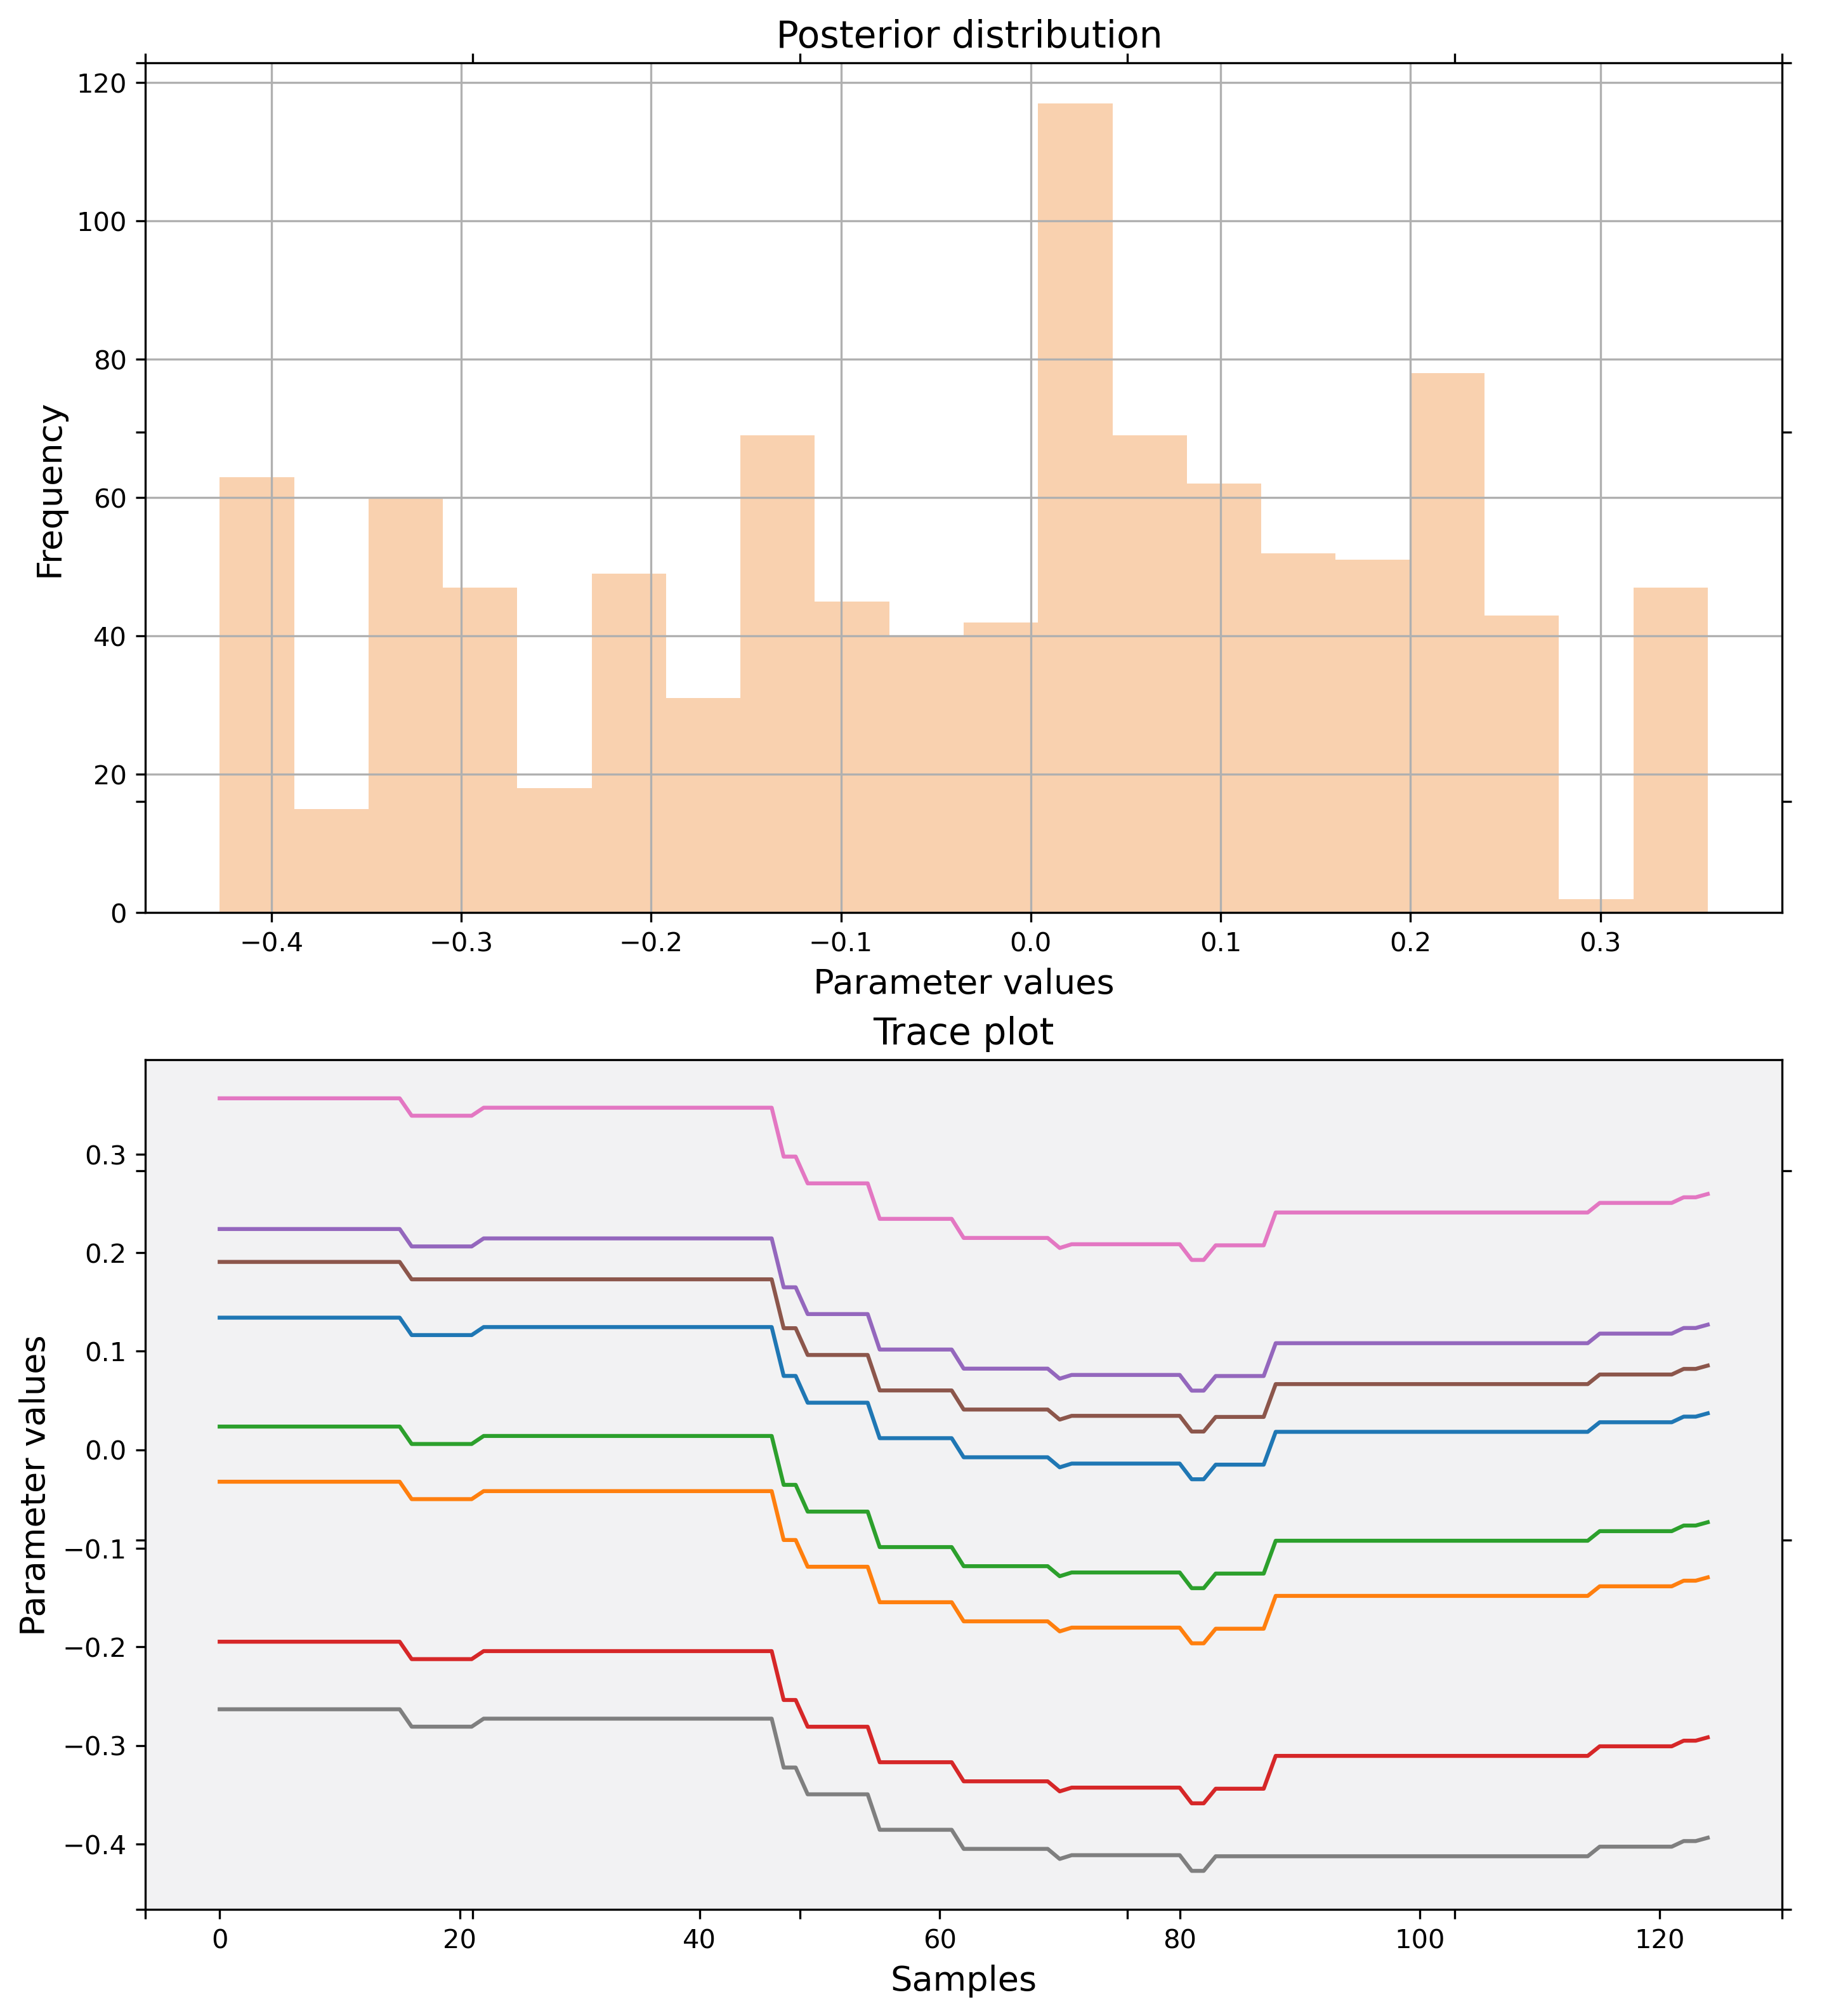 Posterior distribution
120
100
80
60
40
20
0
Frequency
−0.4 −0.3 −0.2 −0.1 0.0 0.1 0.2 0.3
Parameter values
Trace plot
0.3
0.2
0.1
0.0
−0.1
−0.2
−0.3
−0.4
Parameter values
0 20 40 60 80 100 120
Samples